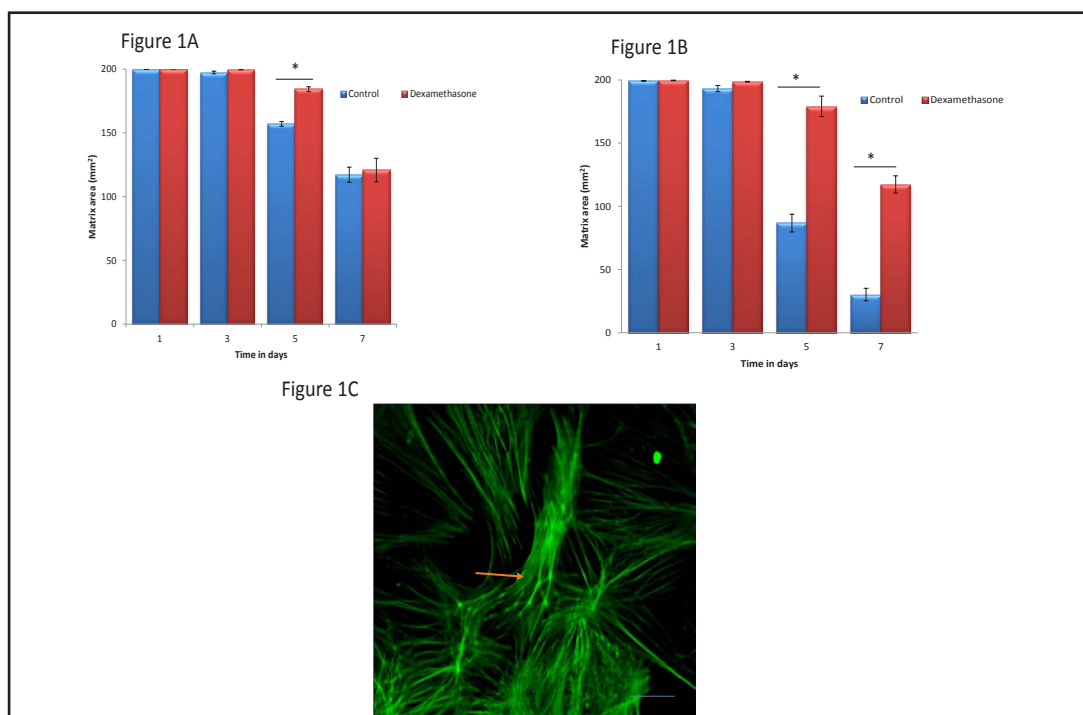 Figure 1A
200
150
100
50
0
Matrix area (mm²)
1 3 5 7
Time in days
*
Control Dexamethasone
Figure 1B
200
150
100
50
0
Matrix area (mm²)
1 3 5 7
Time in days
*
*
Control Dexamethasone
Figure 1C